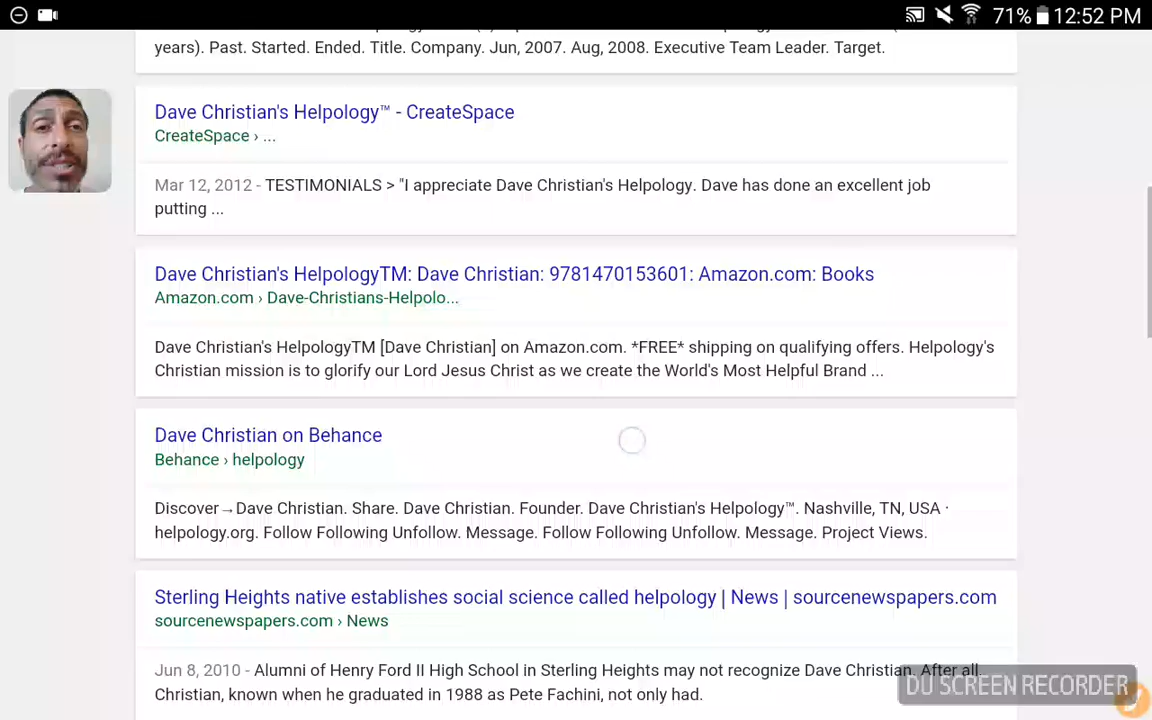 71% 12:52 PM
years). Past. Started. Ended. Title. Company. Jun, 2007. Aug, 2008. Executive Team Leader. Target.
Dave Christian's Helpology™ - CreateSpace
CreateSpace › ...
Mar 12, 2012 - TESTIMONIALS > "I appreciate Dave Christian's Helpology. Dave has done an excellent job
putting ...
Dave Christian's HelpologyTM: Dave Christian: 9781470153601: Amazon.com: Books
Amazon.com › Dave-Christians-Helpolo...
Dave Christian's HelpologyTM [Dave Christian] on Amazon.com. *FREE* shipping on qualifying offers. Helpology's
Christian mission is to glorify our Lord Jesus Christ as we create the World's Most Helpful Brand ...
Dave Christian on Behance
Behance › helpology
Discover→Dave Christian. Share. Dave Christian. Founder. Dave Christian's Helpology™. Nashville, TN, USA ·
helpology.org. Follow Following Unfollow. Message. Follow Following Unfollow. Message. Project Views.
Sterling Heights native establishes social science called helpology | News | sourcenewspapers.com
sourcenewspapers.com › News
Jun 8, 2010 - Alumni of Henry Ford II High School in Sterling Heights may not recognize Dave Christian. After all,
Christian, known when he graduated in 1988 as Pete Fachini, not only had.
DU SCREEN RECORDER